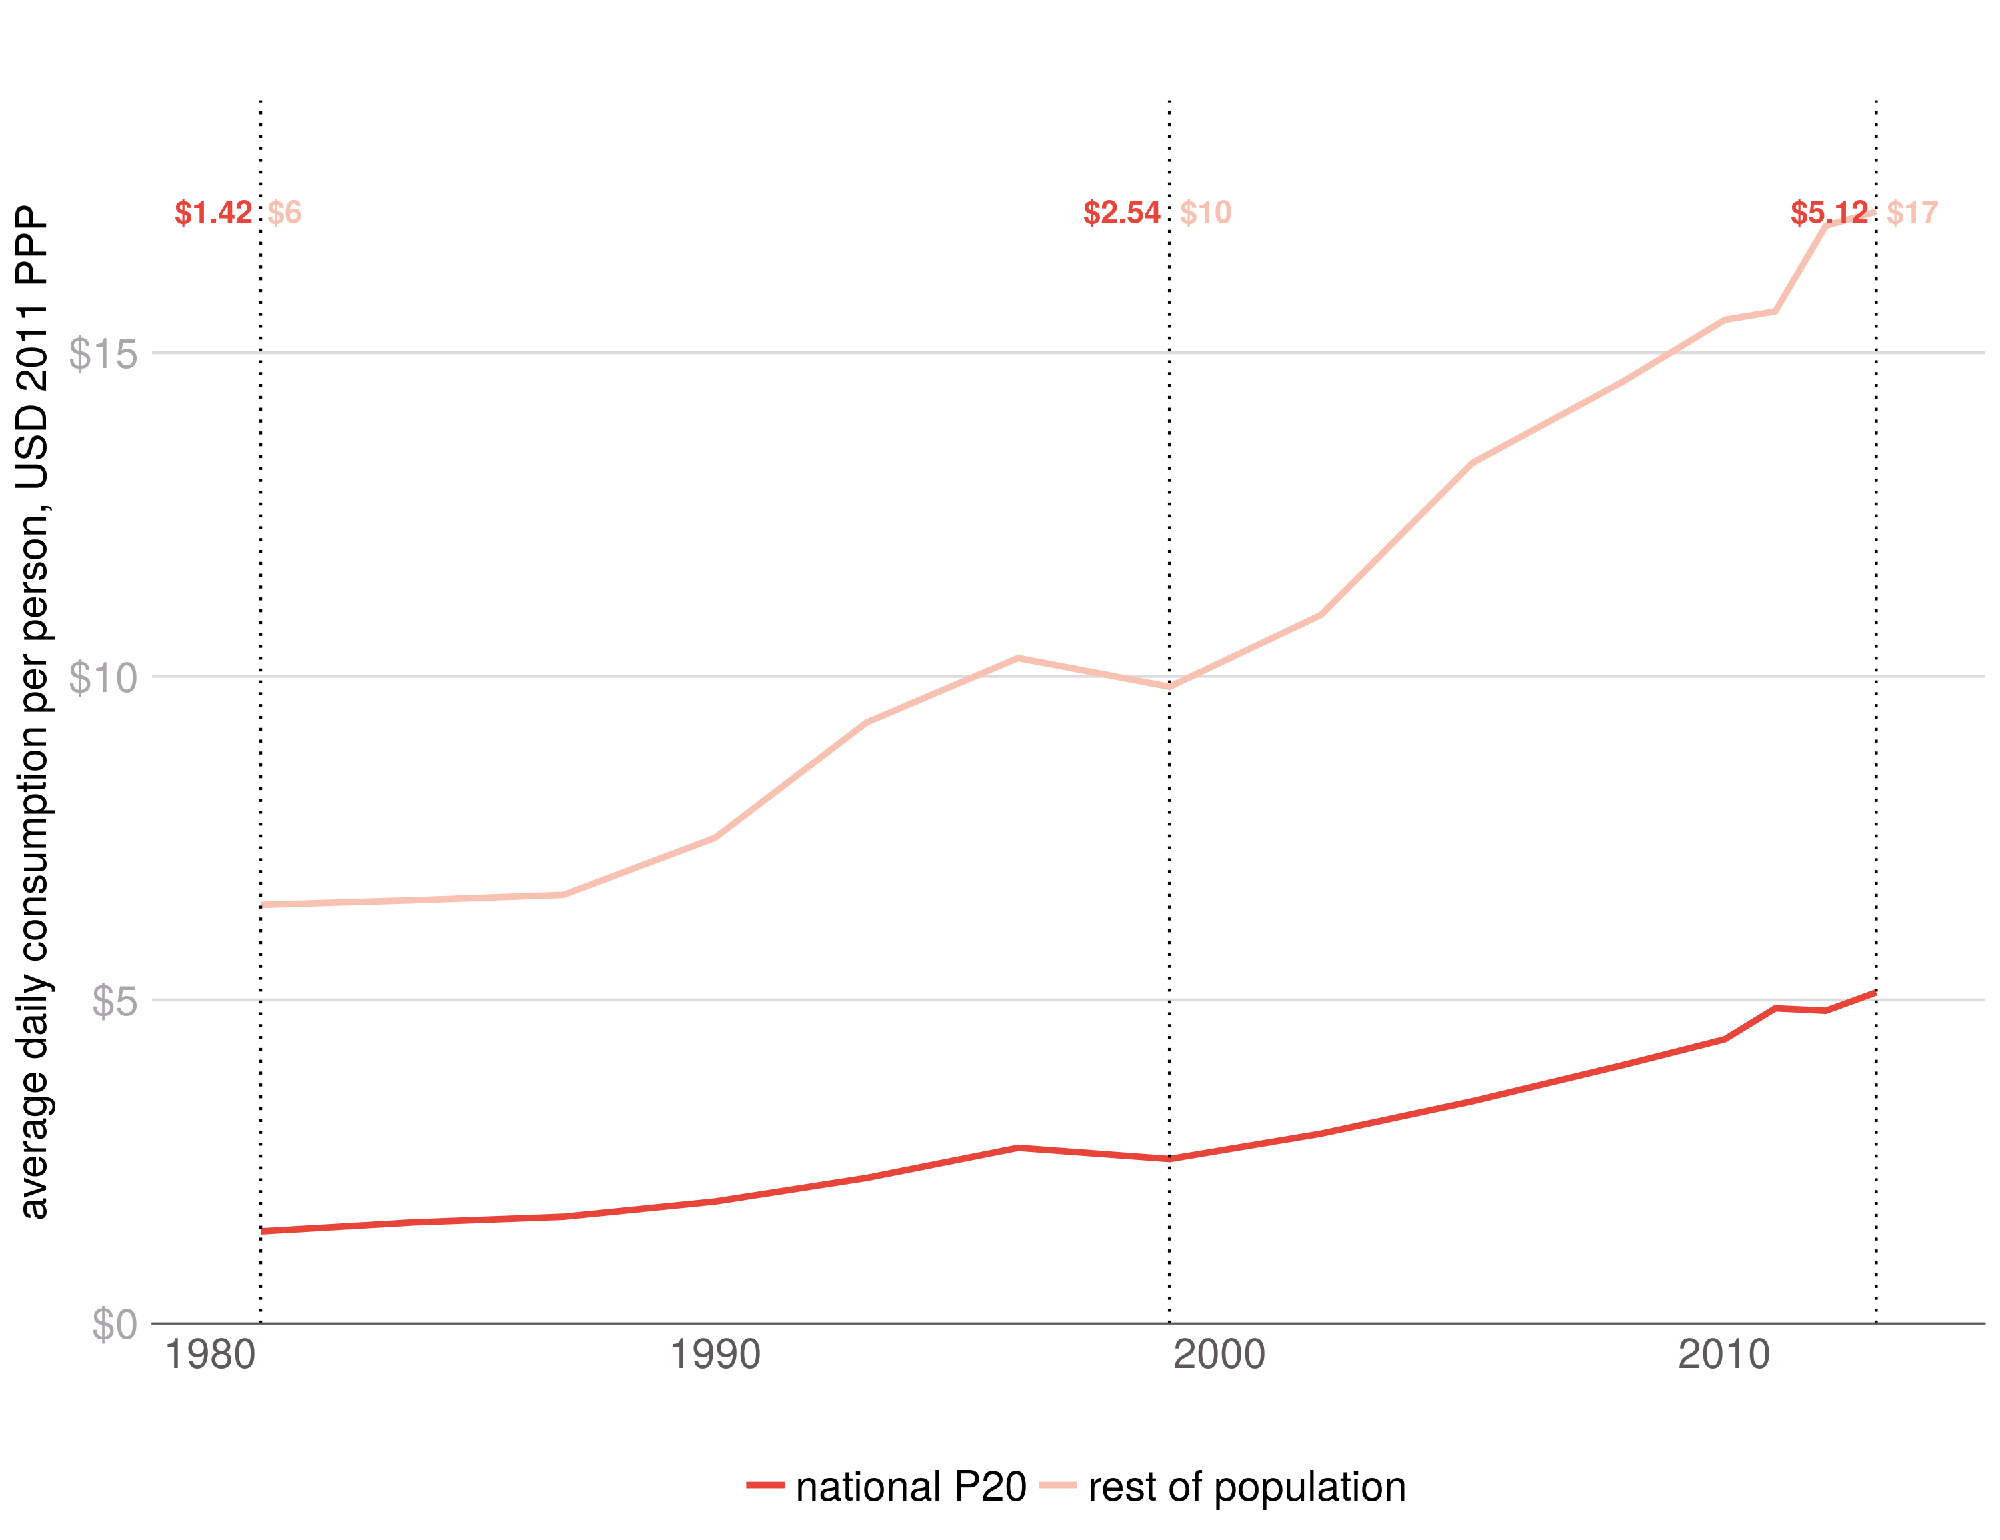 average daily consumption per person, USD 2011 PPP
$1.42 $6
$2.54 $10
$5.12 $17
$15
$10
$5
$0
1980 1990 2000 2010
national P20 rest of population